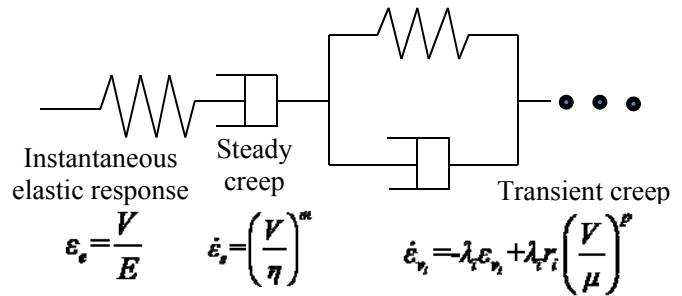 Instantaneous
elastic response
Steady
creep
Transient creep
ε_e = V/E
ε̇_s = (V/η)^m
ε̇_{v_i} = -λ_i ε_{v_i} + λ_i r_i (V/μ)^p